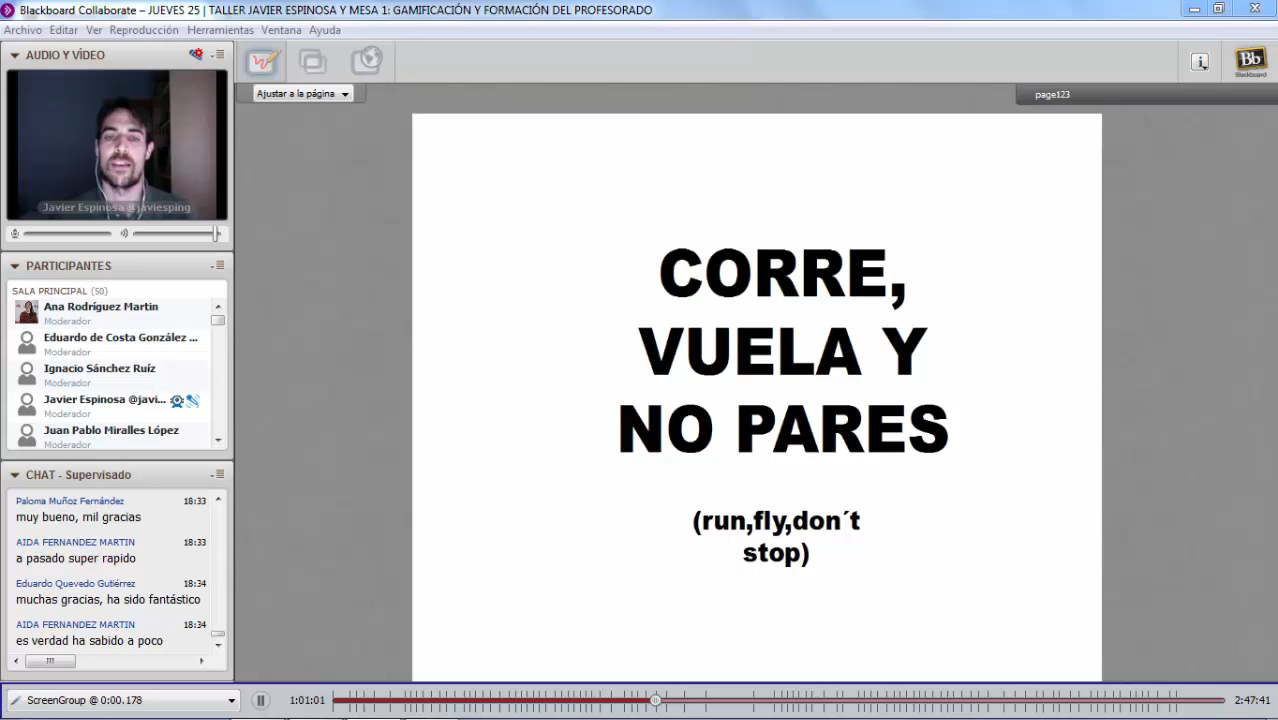 Blackboard Collaborate – JUEVES 25 | TALLER JAVIER ESPINOSA Y MESA 1: GAMIFICACIÓN Y FORMACIÓN DEL PROFESORADO
Archivo Editar Ver Reproducción Herramientas Ventana Ayuda
AUDIO Y VÌDEO
Javier Espinosa @javiesping
PARTICIPANTES
SALA PRINCIPAL (50)
Ana Rodríguez Martin
Moderador
Eduardo de Costa González ...
Moderador
Ignacio Sánchez Ruíz
Moderador
Javier Espinosa @javi...
Moderador
Juan Pablo Miralles López
Moderador
CHAT - Supervisado
Paloma Muñoz Fernández 18:33
muy bueno, mil gracias
AIDA FERNANDEZ MARTIN 18:33
a pasado super rapido
Eduardo Quevedo Gutiérrez 18:34
muchas gracias, ha sido fantástico
AIDA FERNANDEZ MARTIN 18:34
es verdad ha sabido a poco
Ajustar a la página
page123
i
Bb
Blackboard
CORRE,
VUELA Y
NO PARES
(run,fly,don´t
stop)
ScreenGroup @ 0:00.178
1:01:01
2:47:41